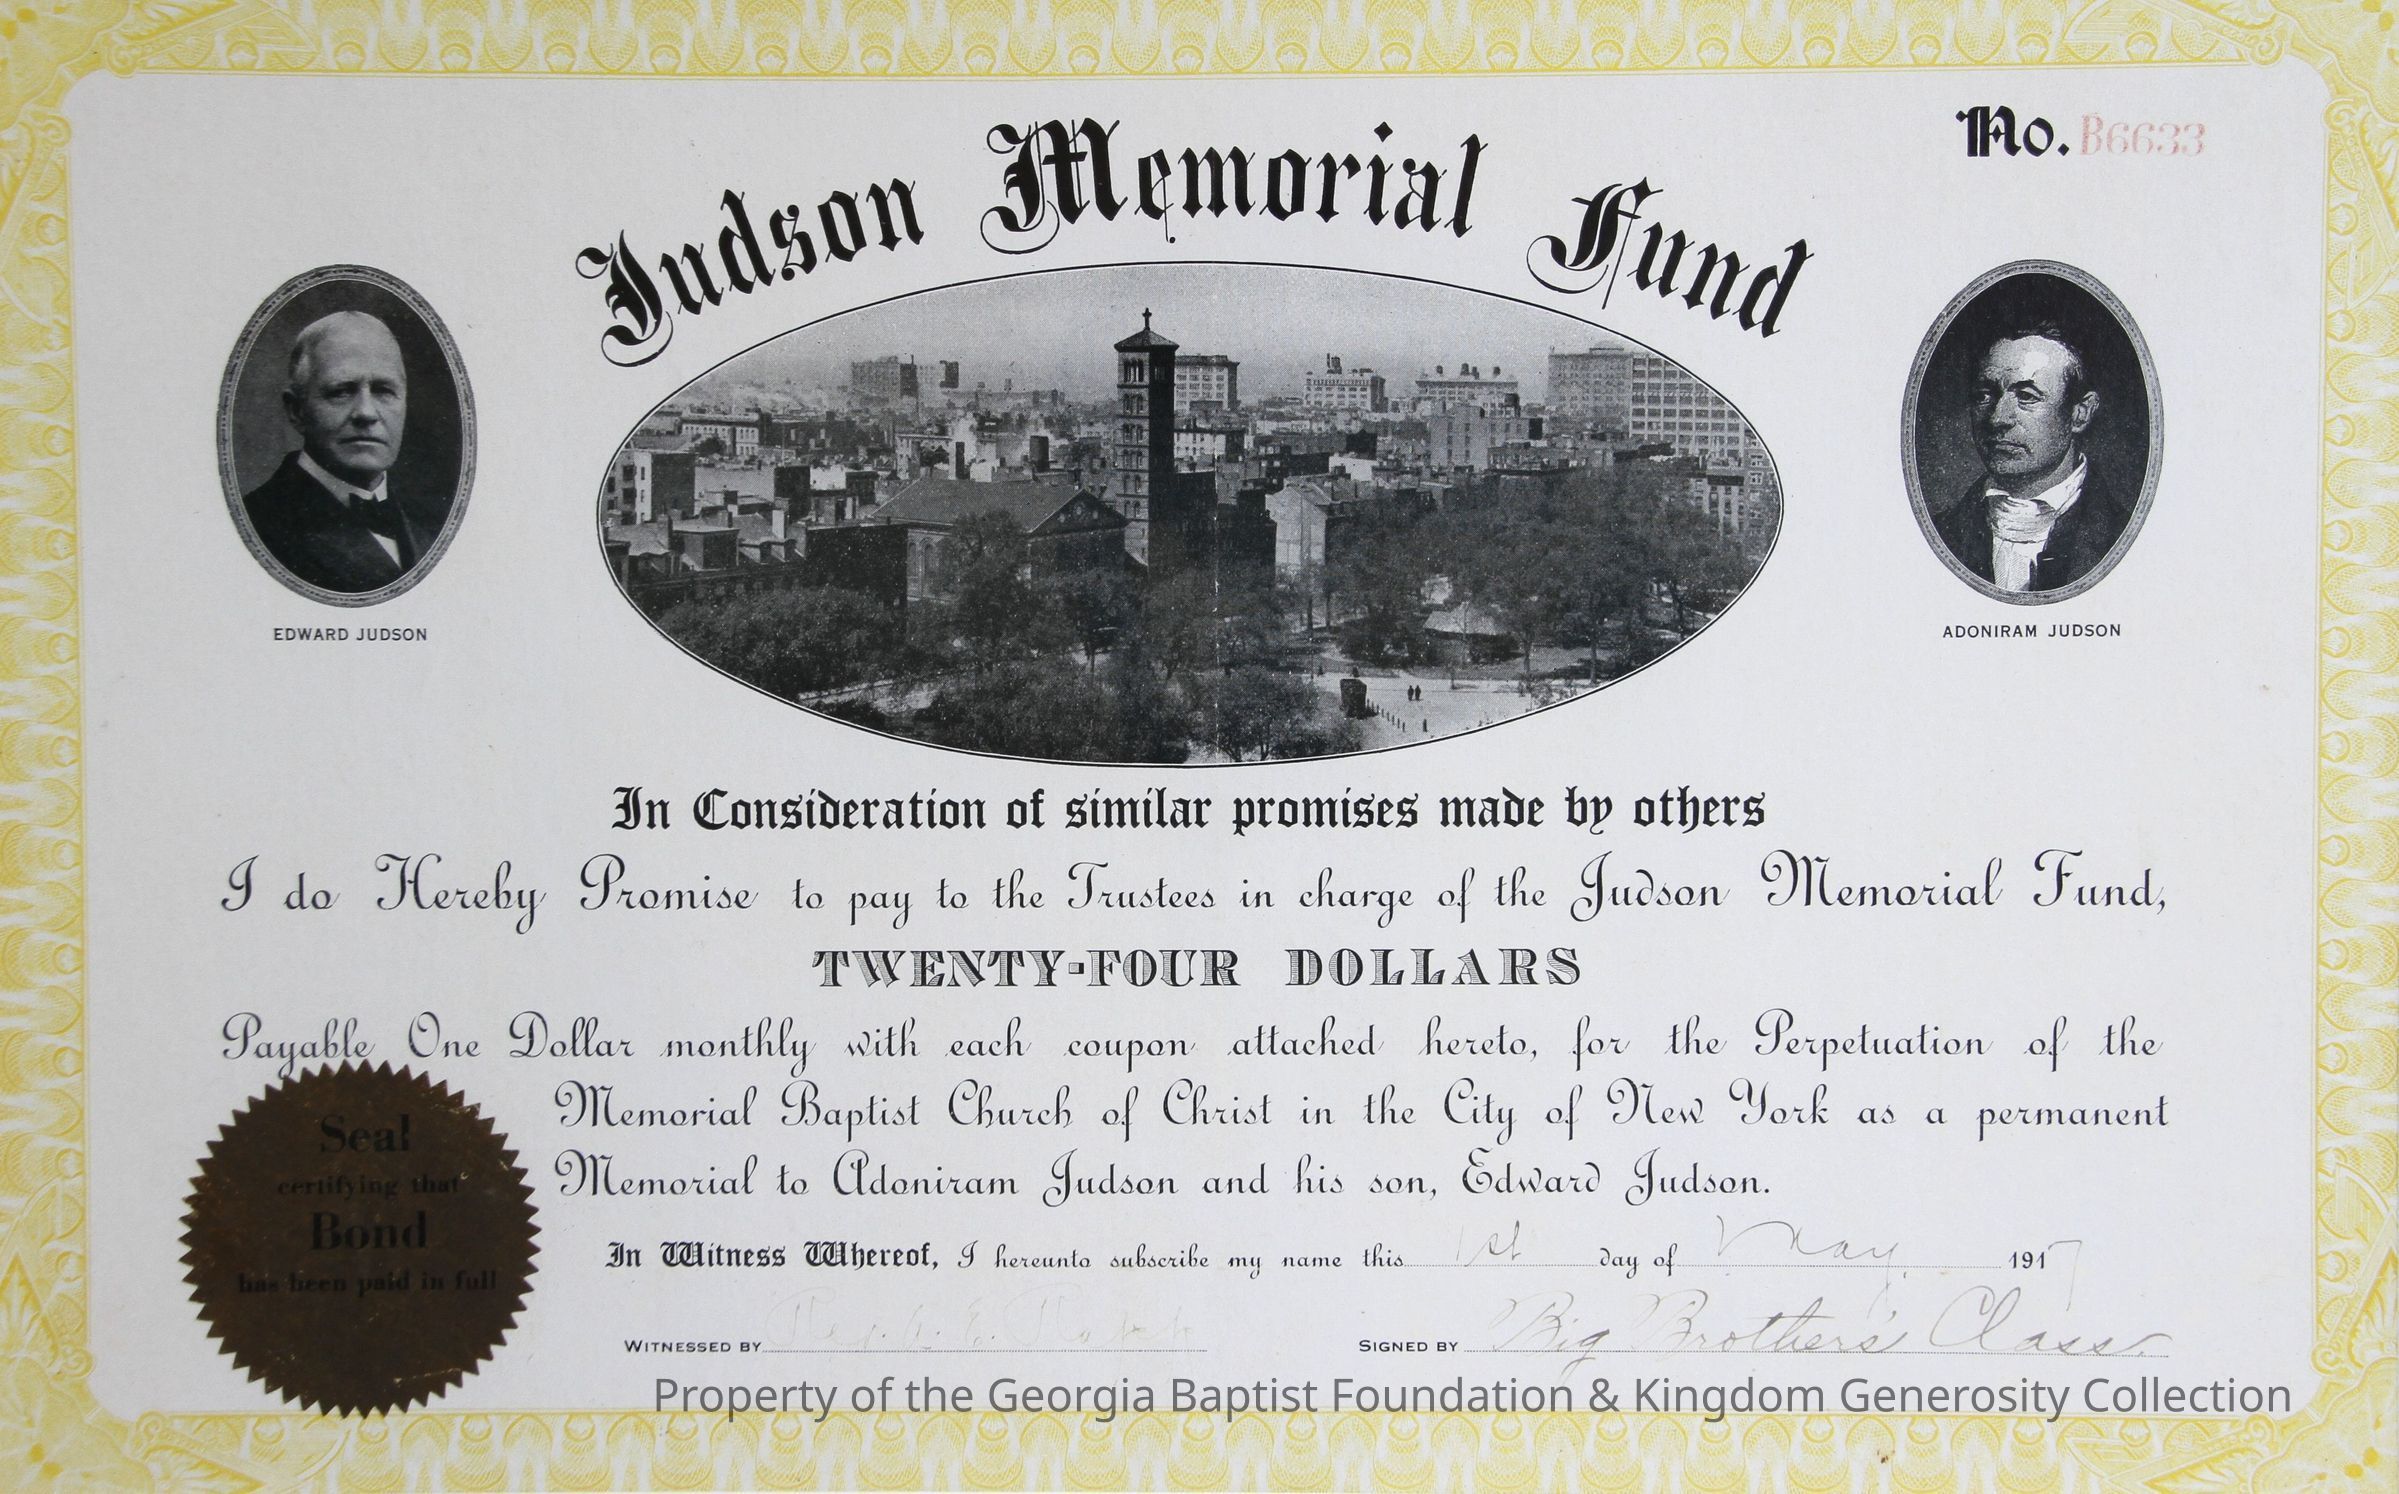 No. B6633
Judson Memorial Fund
EDWARD JUDSON
ADONIRAM JUDSON
In Consideration of similar promises made by others
I do Hereby Promise to pay to the Trustees in charge of the Judson Memorial Fund,
TWENTY-FOUR DOLLARS
Payable One Dollar monthly with each coupon attached hereto, for the Perpetuation of the
Memorial Baptist Church of Christ in the City of New York as a permanent
Memorial to Adoniram Judson and his son, Edward Judson.
Seal
certifying that
Bond
has been paid in full
In Witness Whereof, I hereunto subscribe my name this 1st day of May 1917
WITNESSED BY
SIGNED BY Big Brother's Class.
Property of the Georgia Baptist Foundation & Kingdom Generosity Collection